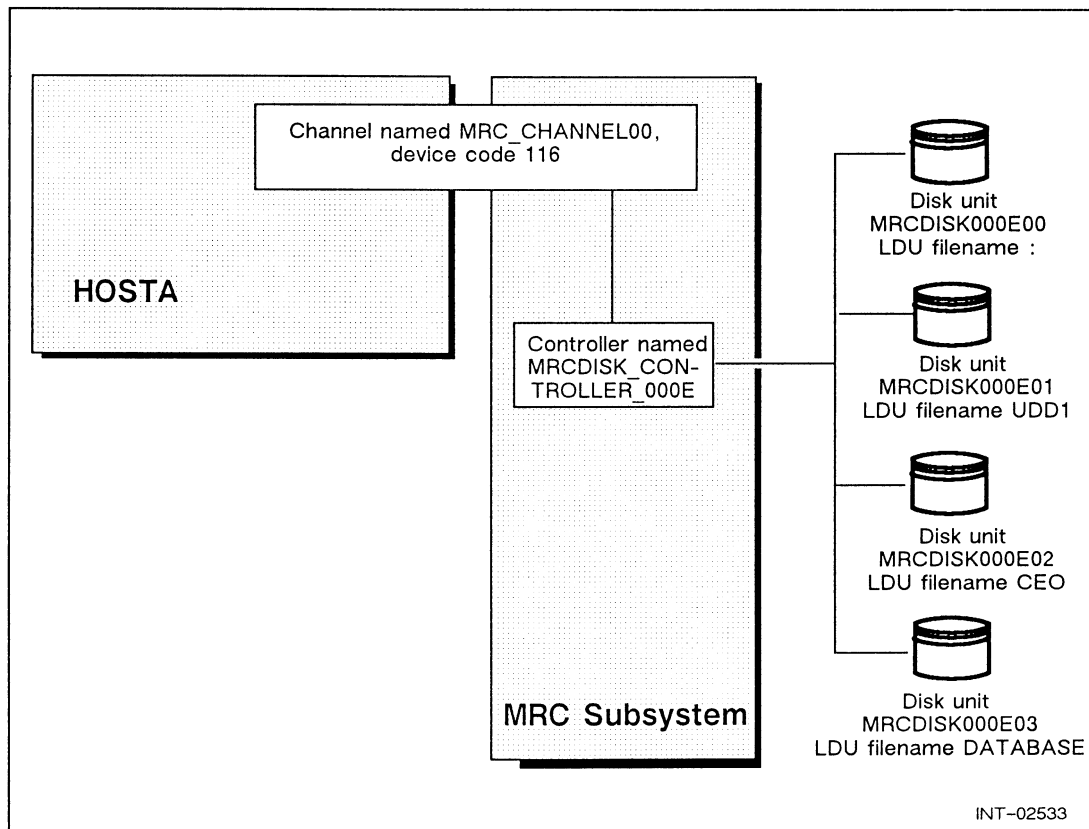 Channel named MRC_CHANNEL00,
device code 116
HOSTA
Controller named
MRCDISK_CON-
TROLLER_000E
MRC Subsystem
Disk unit
MRCDISK000E00
LDU filename :
Disk unit
MRCDISK000E01
LDU filename UDD1
Disk unit
MRCDISK000E02
LDU filename CEO
Disk unit
MRCDISK000E03
LDU filename DATABASE
INT-02533